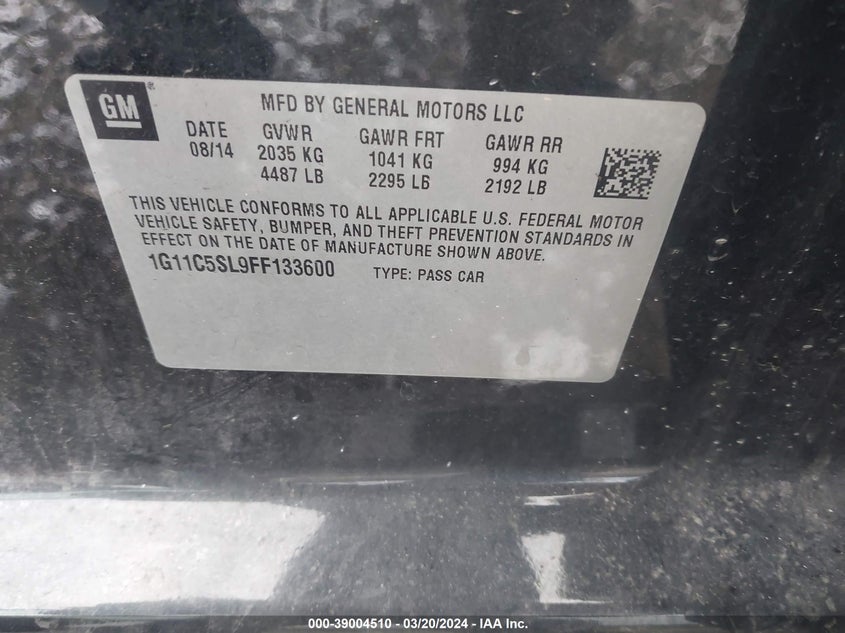 GM
MFD BY GENERAL MOTORS LLC
DATE GVWR GAWR FRT GAWR RR
08/14 2035 KG 1041 KG 994 KG
4487 LB 2295 LB 2192 LB
THIS VEHICLE CONFORMS TO ALL APPLICABLE U.S. FEDERAL MOTOR
VEHICLE SAFETY, BUMPER, AND THEFT PREVENTION STANDARDS IN
EFFECT ON THE DATE OF MANUFACTURE SHOWN ABOVE.
1G11C5SL9FF133600 TYPE: PASS CAR
000-39004510 - 03/20/2024 - IAA Inc.